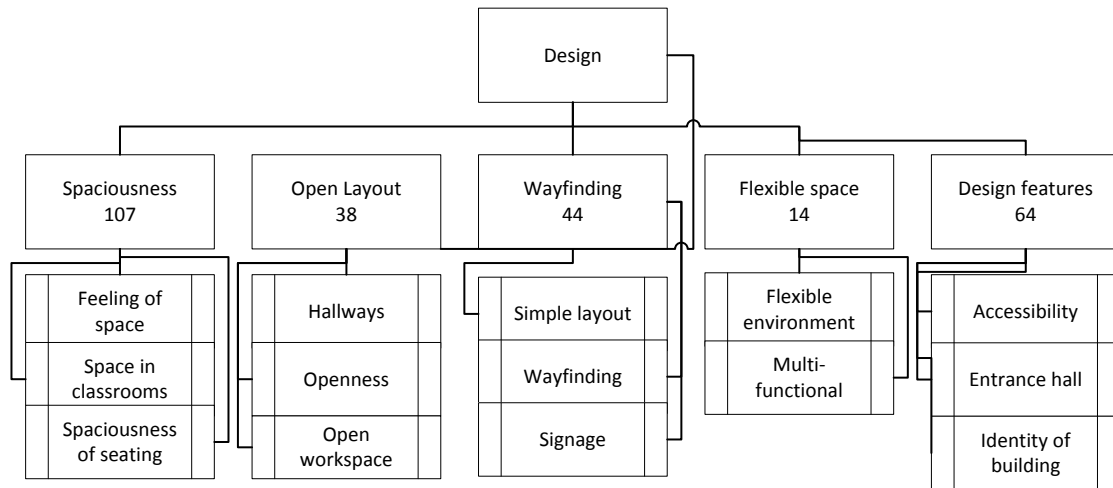 Design
Spaciousness
107
Open Layout
38
Wayfinding
44
Flexible space
14
Design features
64
Feeling of
space
Space in
classrooms
Spaciousness
of seating
Hallways
Openness
Open
workspace
Simple layout
Wayfinding
Signage
Flexible
environment
Multi-
functional
Accessibility
Entrance hall
Identity of
building